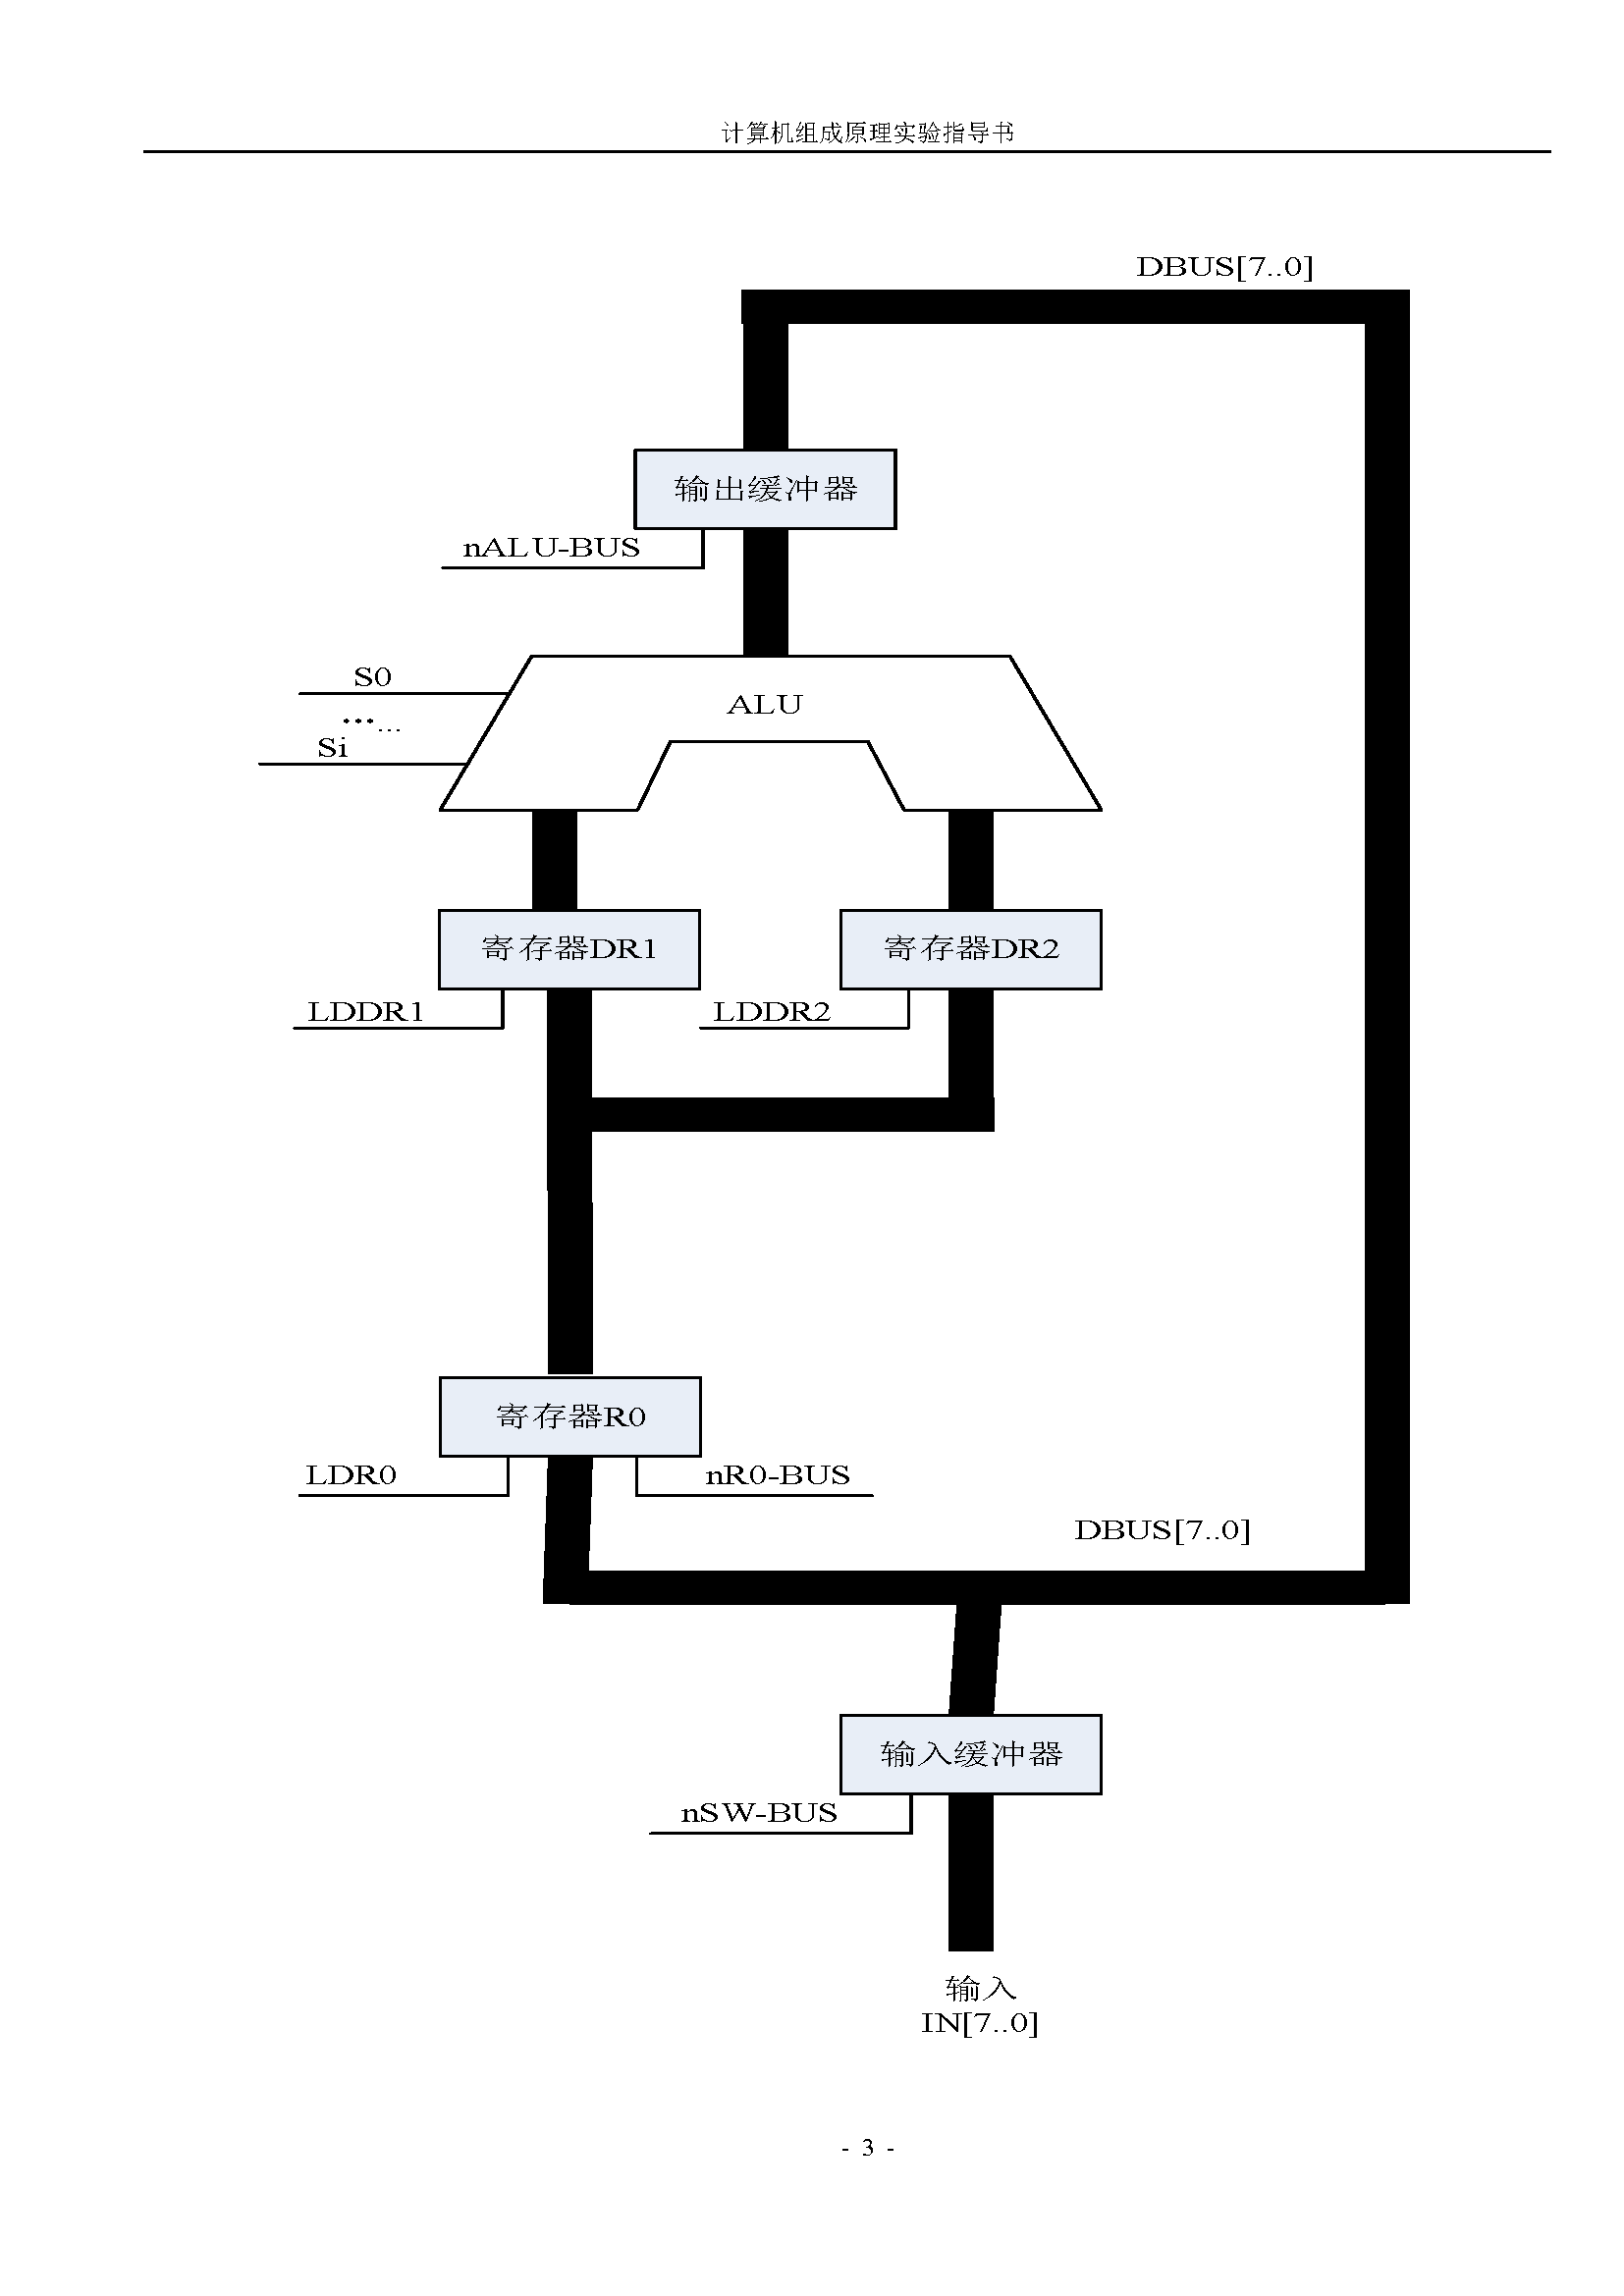 计算机组成原理实验指导书
DBUS[7..0]
输出缓冲器
nALU-BUS
S0
ALU
...…
Si
寄存器DR1
寄存器DR2
LDDR1
LDDR2
寄存器R0
LDR0
nR0-BUS
DBUS[7..0]
输入缓冲器
nSW-BUS
输入
IN[7..0]
- 3 -